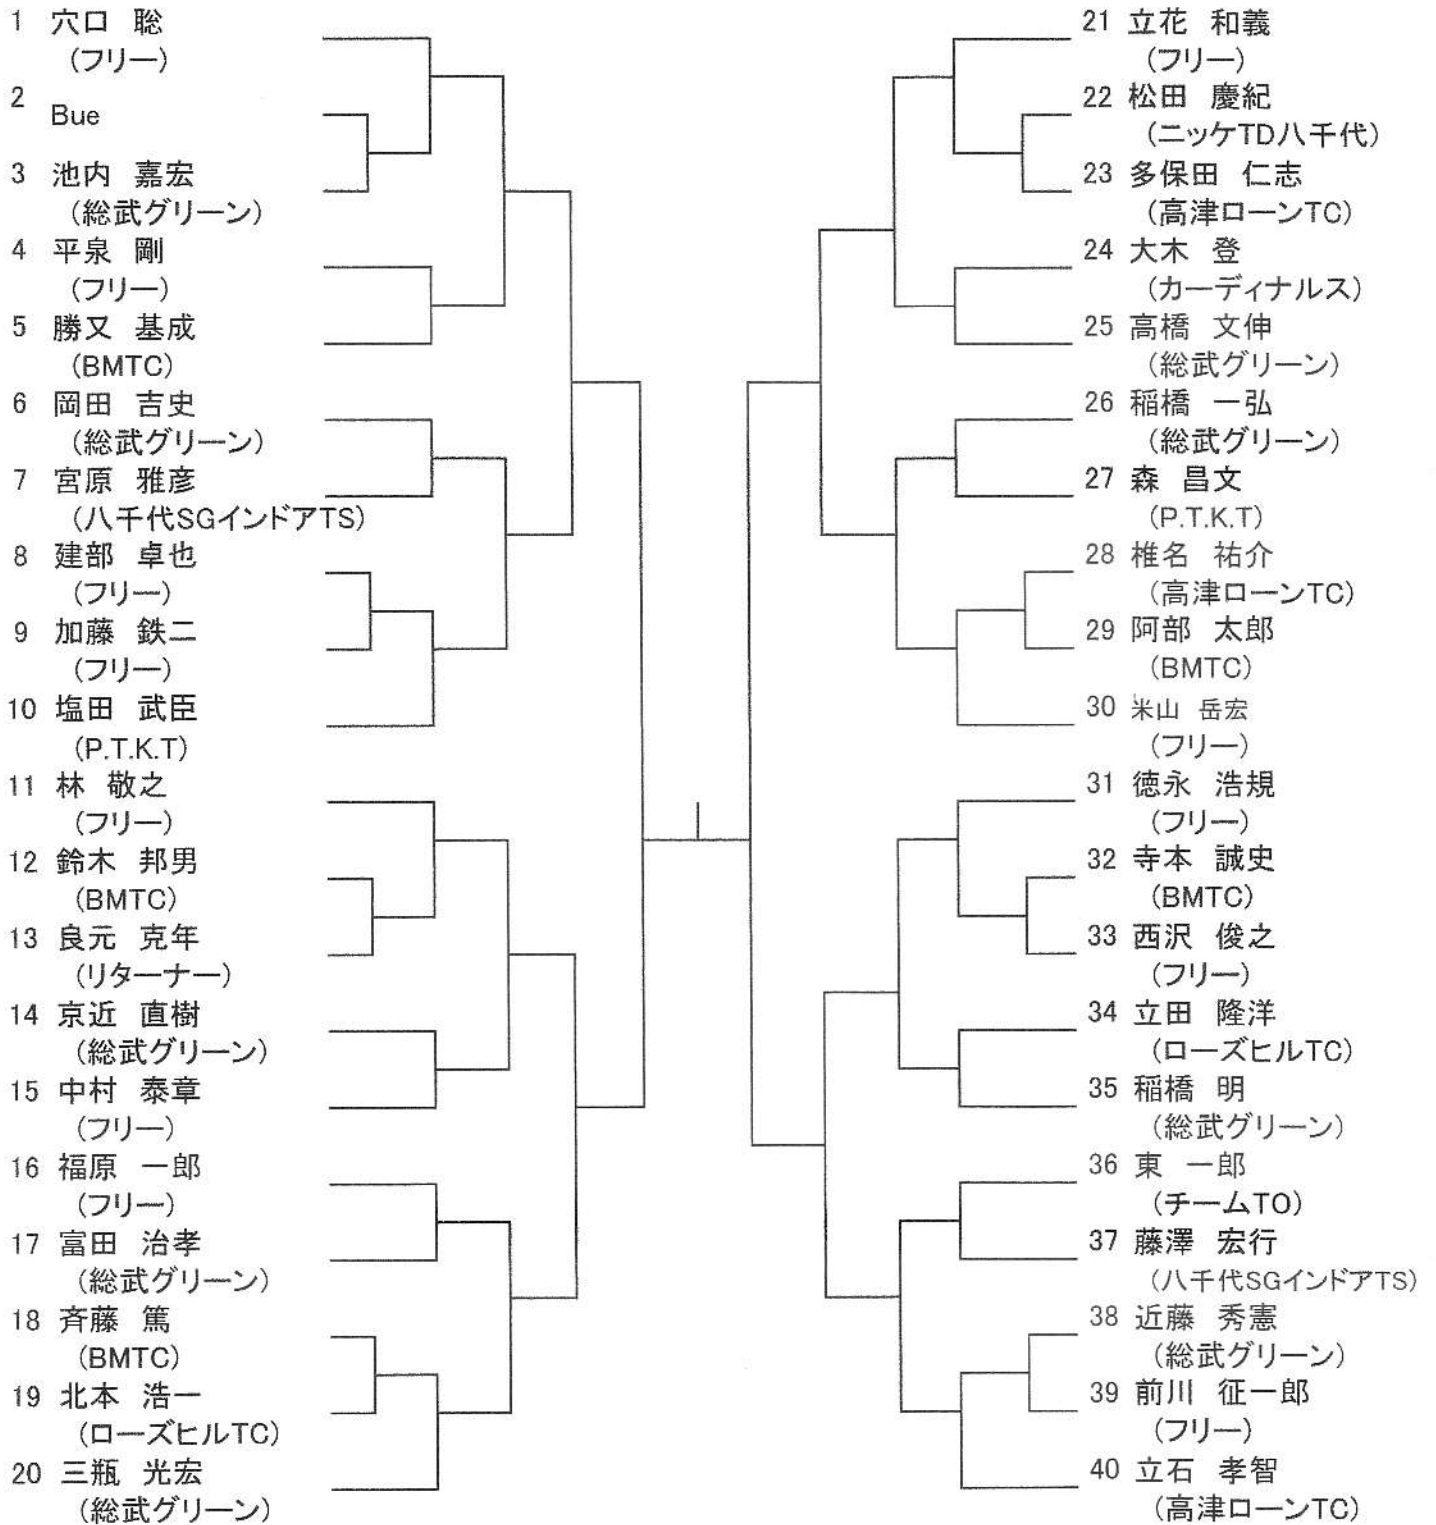 1 穴口 聡
(フリー)
2 Bue
3 池内 嘉宏
(総武グリーン)
4 平泉 剛
(フリー)
5 勝又 基成
(BMTC)
6 岡田 吉史
(総武グリーン)
7 宮原 雅彦
(八千代SGインドアTS)
8 建部 卓也
(フリー)
9 加藤 鉄二
(フリー)
10 塩田 武臣
(P.T.K.T)
11 林 敬之
(フリー)
12 鈴木 邦男
(BMTC)
13 良元 克年
(リターナー)
14 京近 直樹
(総武グリーン)
15 中村 泰章
(フリー)
16 福原 一郎
(フリー)
17 富田 治孝
(総武グリーン)
18 斉藤 篤
(BMTC)
19 北本 浩一
(ローズヒルTC)
20 三瓶 光宏
(総武グリーン)
21 立花 和義
(フリー)
22 松田 慶紀
(ニッケTD八千代)
23 多保田 仁志
(高津ローンTC)
24 大木 登
(カーディナルス)
25 高橋 文伸
(総武グリーン)
26 稲橋 一弘
(総武グリーン)
27 森 昌文
(P.T.K.T)
28 椎名 祐介
(高津ローンTC)
29 阿部 太郎
(BMTC)
30 米山 岳宏
(フリー)
31 徳永 浩規
(フリー)
32 寺本 誠史
(BMTC)
33 西沢 俊之
(フリー)
34 立田 隆洋
(ローズヒルTC)
35 稲橋 明
(総武グリーン)
36 東 一郎
(チームTO)
37 藤澤 宏行
(八千代SGインドアTS)
38 近藤 秀憲
(総武グリーン)
39 前川 征一郎
(フリー)
40 立石 孝智
(高津ローンTC)